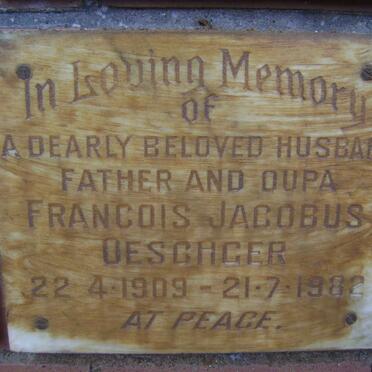 In Loving Memory
OF
A DEARLY BELOVED HUSBAN
FATHER AND OUPA
FRANCOIS JACOBUS
OESCHGER
22 4·1909 - 21·7·1982
AT PEACE.